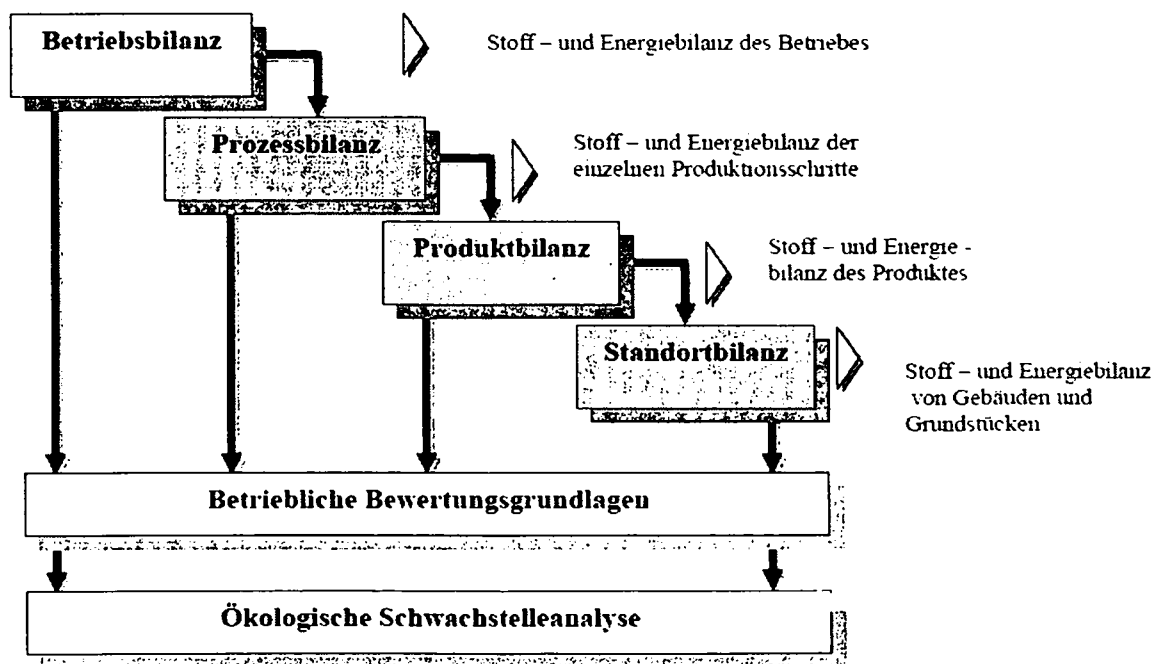 Betriebsbilanz
Stoff – und Energiebilanz des Betriebes
Prozessbilanz
Stoff – und Energiebilanz der
einzelnen Produktionsschritte
Produktbilanz
Stoff – und Energie -
bilanz des Produktes
Standortbilanz
Stoff – und Energiebilanz
von Gebäuden und
Grundstücken
Betriebliche Bewertungsgrundlagen
Ökologische Schwachstelleanalyse